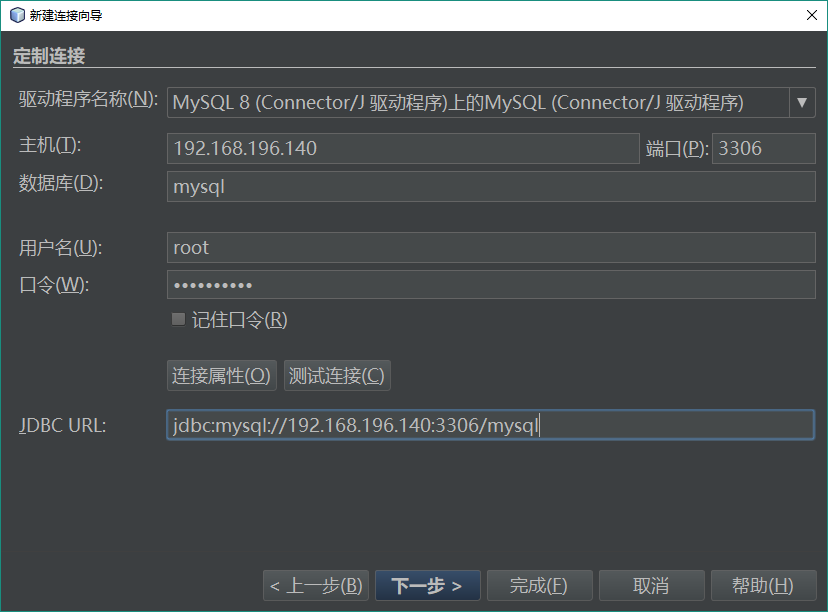 新建连接向导
定制连接
驱动程序名称(N): MySQL 8 (Connector/J 驱动程序)上的MySQL (Connector/J 驱动程序)
主机(T): 192.168.196.140 端口(P): 3306
数据库(D): mysql
用户名(U): root
口令(W): ••••••••••
记住口令(R)
连接属性(O) 测试连接(C)
JDBC URL: jdbc:mysql://192.168.196.140:3306/mysql
< 上一步(B) 下一步 > 完成(F) 取消 帮助(H)